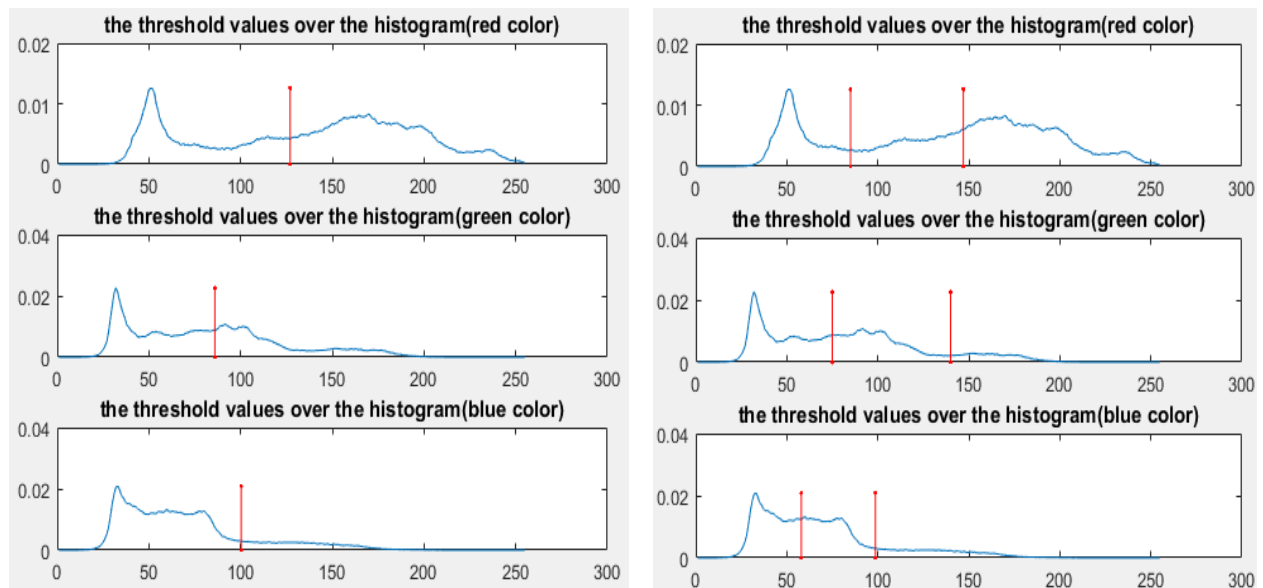 the threshold values over the histogram(red color)
0.02
0.01
0
0 50 100 150 200 250 300
the threshold values over the histogram(green color)
0.04
0.02
0
0 50 100 150 200 250 300
the threshold values over the histogram(blue color)
0.04
0.02
0
0 50 100 150 200 250 300
the threshold values over the histogram(red color)
0.02
0.01
0
0 50 100 150 200 250 300
the threshold values over the histogram(green color)
0.04
0.02
0
0 50 100 150 200 250 300
the threshold values over the histogram(blue color)
0.04
0.02
0
0 50 100 150 200 250 300